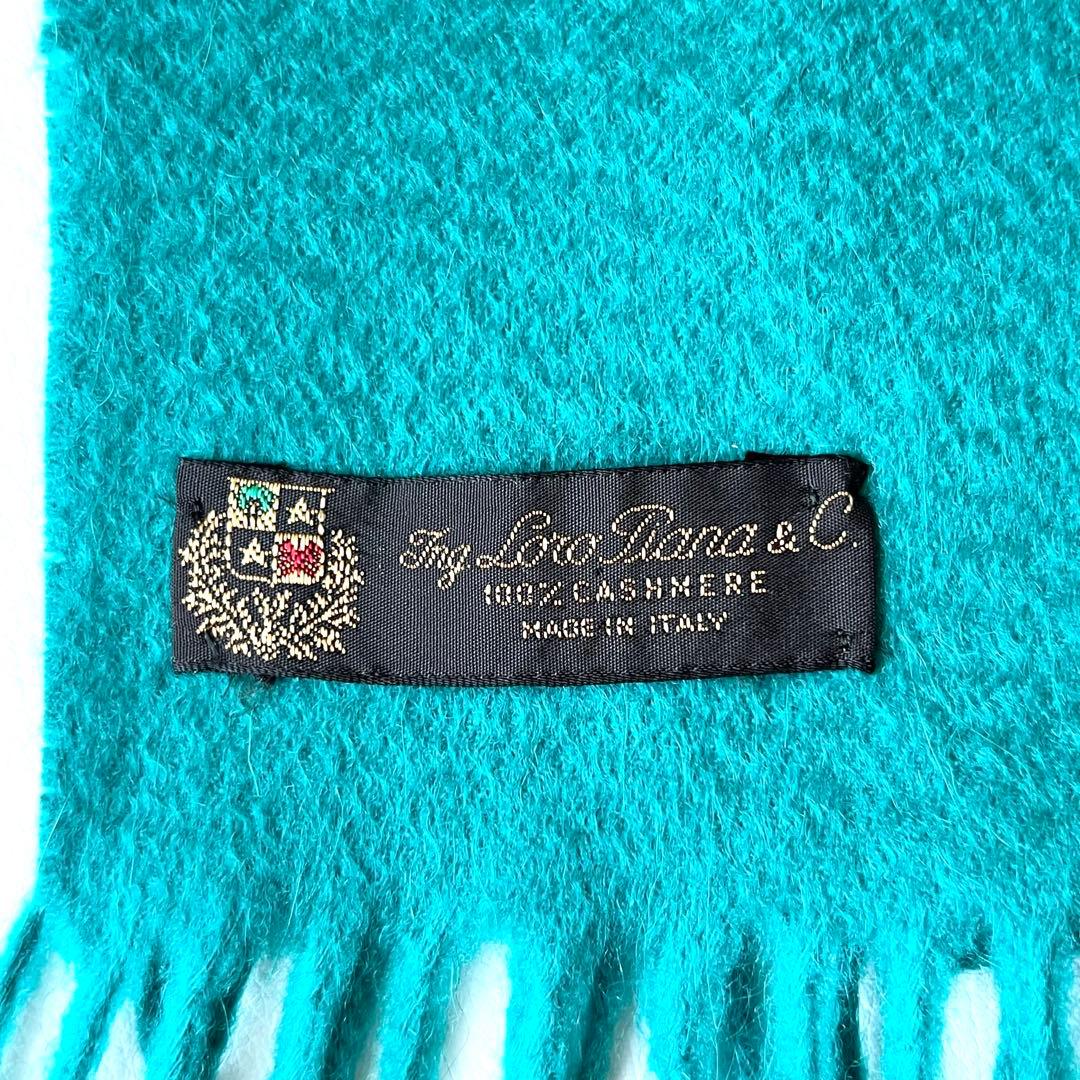 Ing Loro Piana & C.
100% CASHMERE
MADE IN ITALY